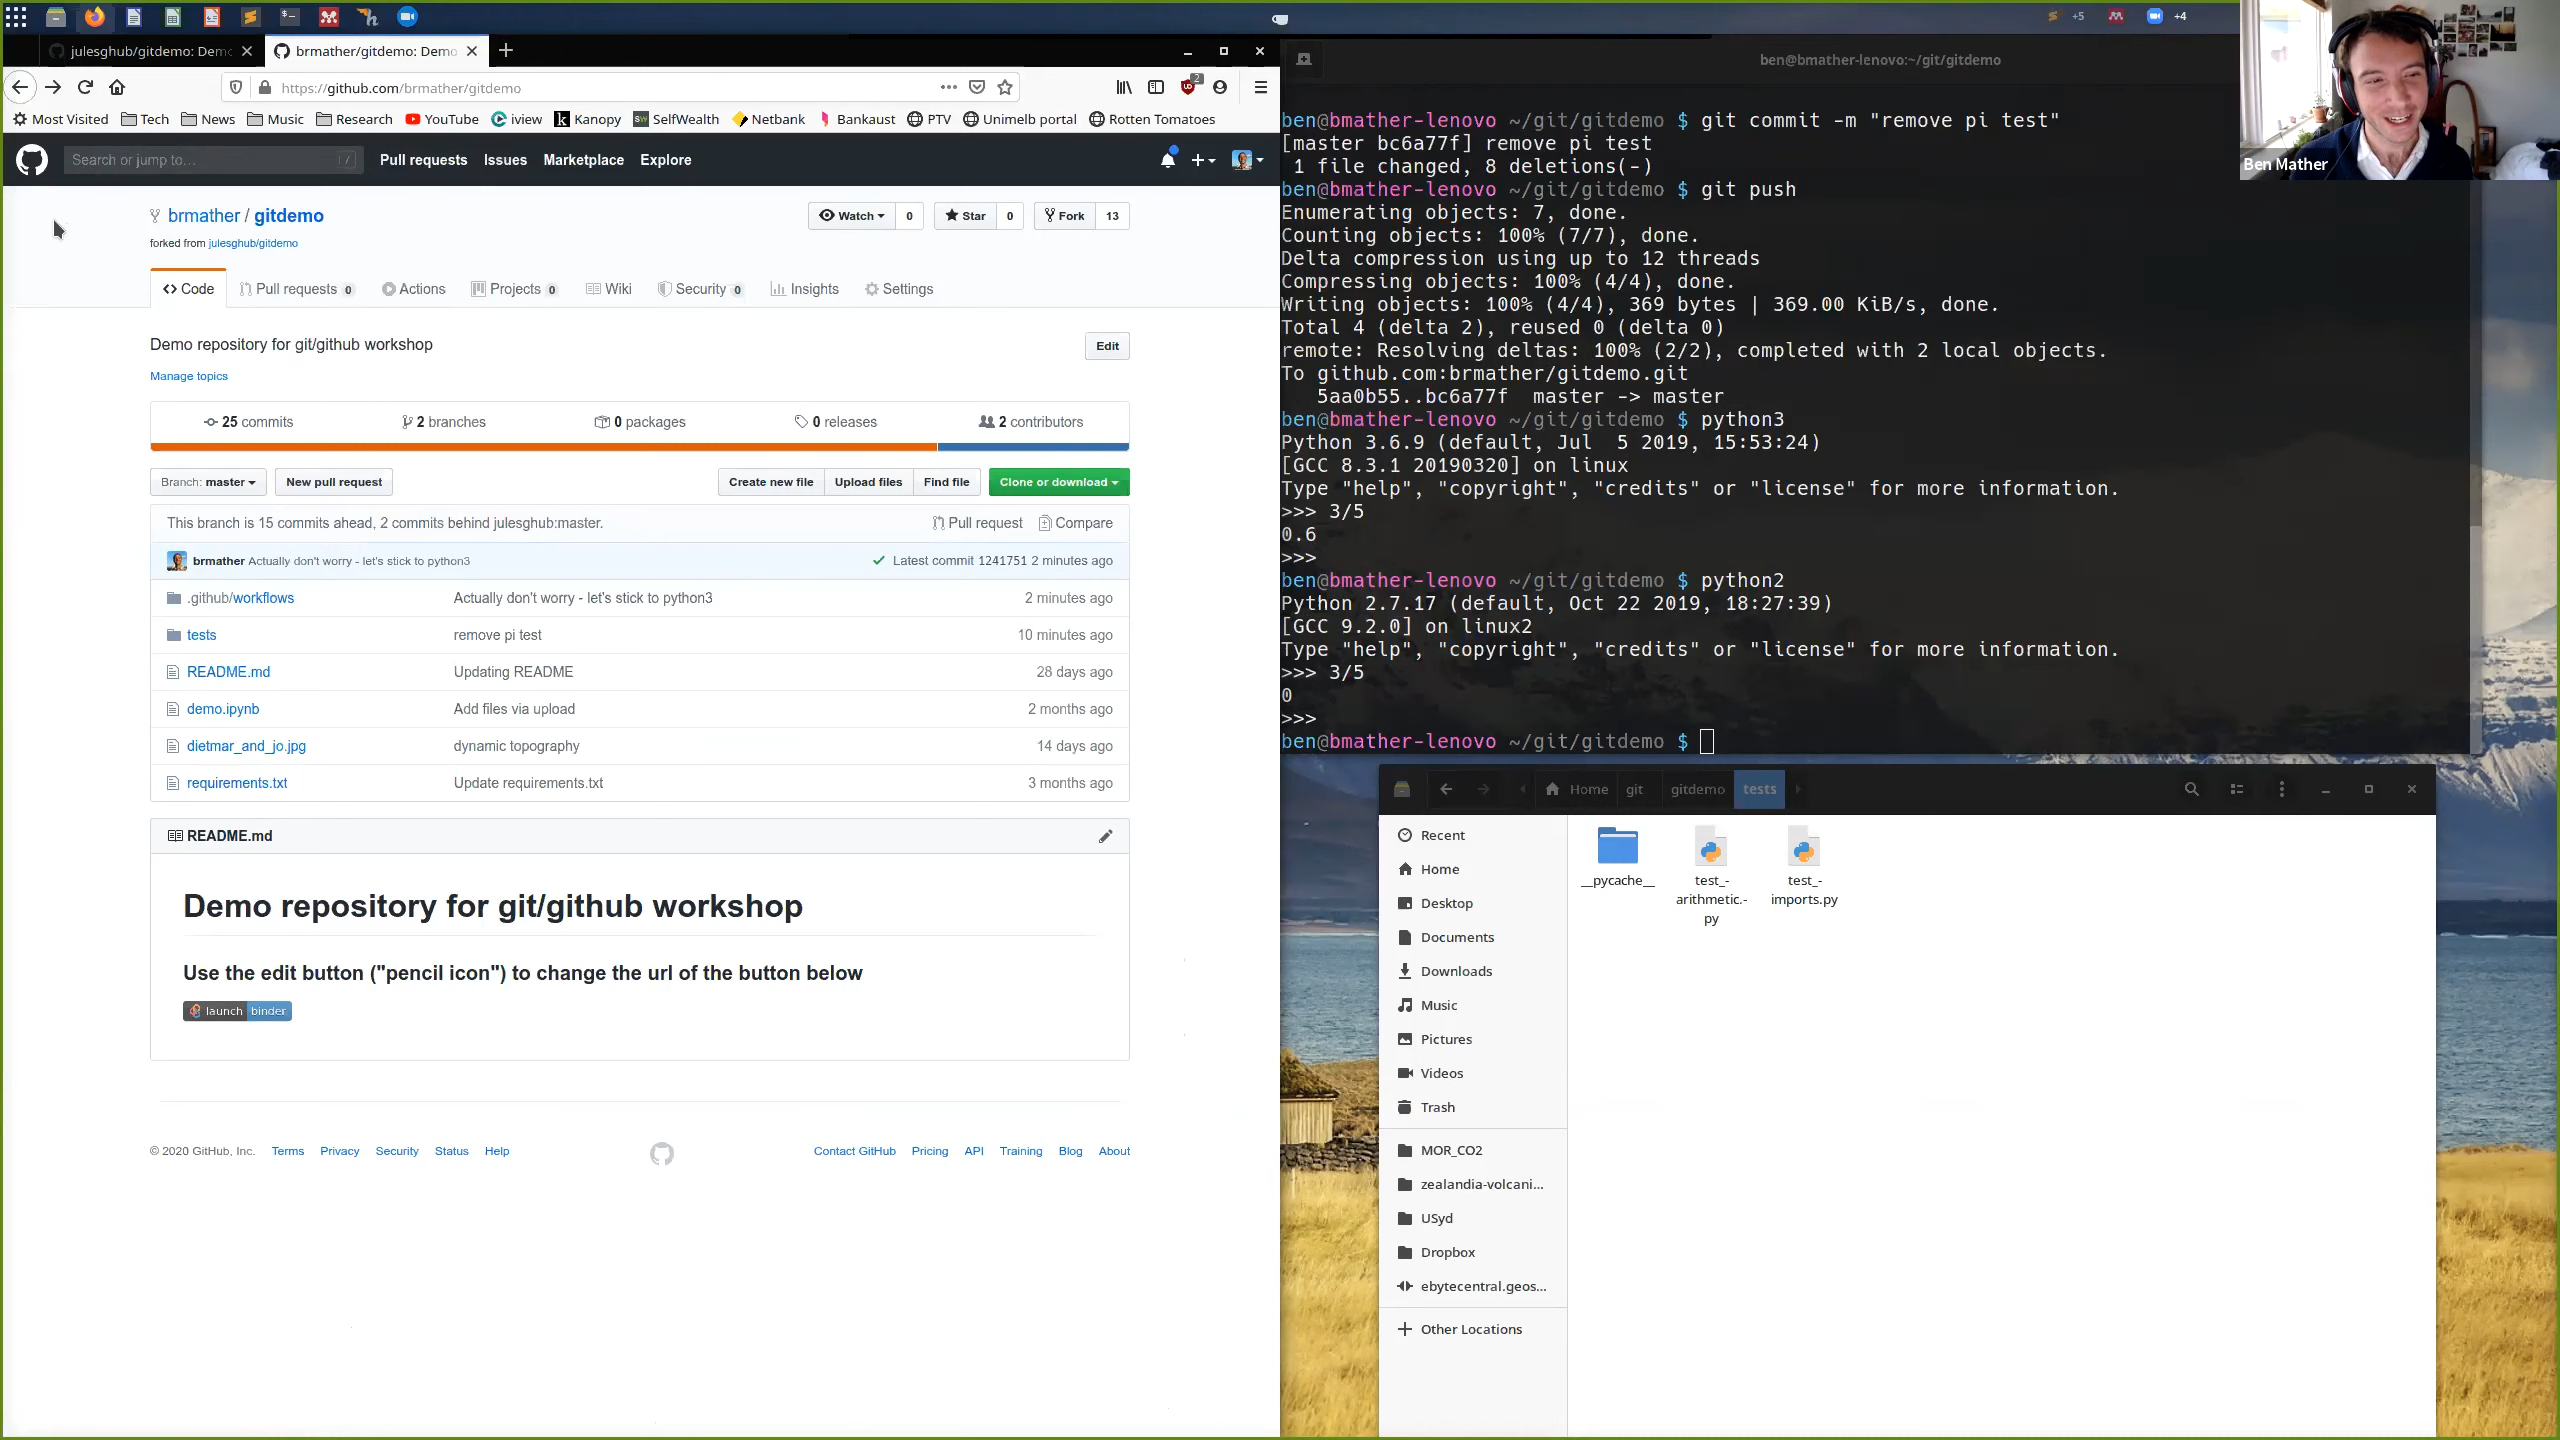 +5
+4
julesghub/gitdemo: Demo
brmather/gitdemo: Demo
https://github.com/brmather/gitdemo
2
Most Visited Tech News Music Research YouTube iview Kanopy SelfWealth Netbank Bankaust PTV Unimelb portal Rotten Tomatoes
Search or jump to… /
Pull requests Issues Marketplace Explore
brmather / gitdemo
forked from julesghub/gitdemo
Watch 0 Star 0 Fork 13
Code Pull requests 0 Actions Projects 0 Wiki Security 0 Insights Settings
Demo repository for git/github workshop
Edit
Manage topics
25 commits 2 branches 0 packages 0 releases 2 contributors
Branch: master New pull request Create new file Upload files Find file Clone or download
This branch is 15 commits ahead, 2 commits behind julesghub:master. Pull request Compare
brmather Actually don't worry - let's stick to python3 Latest commit 1241751 2 minutes ago
.github/workflows Actually don't worry - let's stick to python3 2 minutes ago
tests remove pi test 10 minutes ago
README.md Updating README 28 days ago
demo.ipynb Add files via upload 2 months ago
dietmar_and_jo.jpg dynamic topography 14 days ago
requirements.txt Update requirements.txt 3 months ago
README.md
Demo repository for git/github workshop
Use the edit button ("pencil icon") to change the url of the button below
launch binder
© 2020 GitHub, Inc. Terms Privacy Security Status Help Contact GitHub Pricing API Training Blog About
ben@bmather-lenovo:~/git/gitdemo
ben@bmather-lenovo ~/git/gitdemo $ git commit -m "remove pi test"
[master bc6a77f] remove pi test
1 file changed, 8 deletions(-)
ben@bmather-lenovo ~/git/gitdemo $ git push
Enumerating objects: 7, done.
Counting objects: 100% (7/7), done.
Delta compression using up to 12 threads
Compressing objects: 100% (4/4), done.
Writing objects: 100% (4/4), 369 bytes | 369.00 KiB/s, done.
Total 4 (delta 2), reused 0 (delta 0)
remote: Resolving deltas: 100% (2/2), completed with 2 local objects.
To github.com:brmather/gitdemo.git
5aa0b55..bc6a77f master -> master
ben@bmather-lenovo ~/git/gitdemo $ python3
Python 3.6.9 (default, Jul  5 2019, 15:53:24)
[GCC 8.3.1 20190320] on linux
Type "help", "copyright", "credits" or "license" for more information.
>>> 3/5
0.6
>>>
ben@bmather-lenovo ~/git/gitdemo $ python2
Python 2.7.17 (default, Oct 22 2019, 18:27:39)
[GCC 9.2.0] on linux2
Type "help", "copyright", "credits" or "license" for more information.
>>> 3/5
0
>>>
ben@bmather-lenovo ~/git/gitdemo $
Ben Mather
Home git gitdemo tests
Recent
Home
Desktop
Documents
Downloads
Music
Pictures
Videos
Trash
MOR_CO2
zealandia-volcani...
USyd
Dropbox
ebytecentral.geos...
Other Locations
__pycache__
test_-
arithmetic.-
py
test_-
imports.py